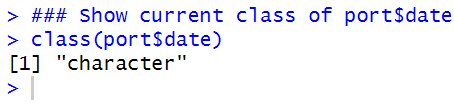 > ### Show current class of port$date
> class(port$date)
[1] "character"
>